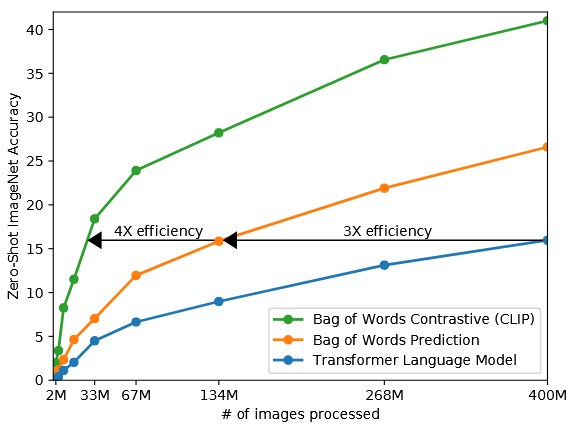 40
35
30
25
20
15
10
5
0
Zero-Shot ImageNet Accuracy
4X efficiency
3X efficiency
Bag of Words Contrastive (CLIP)
Bag of Words Prediction
Transformer Language Model
2M 33M 67M 134M 268M 400M
# of images processed